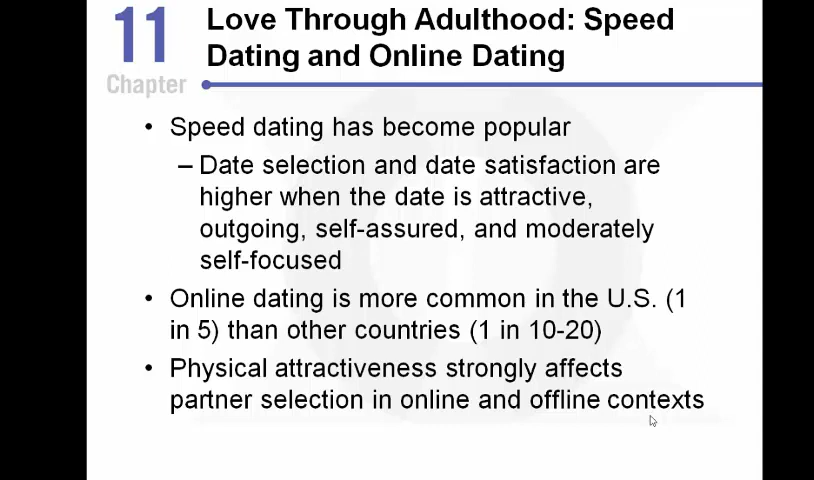 11
Chapter
Love Through Adulthood: Speed
Dating and Online Dating
• Speed dating has become popular
– Date selection and date satisfaction are
higher when the date is attractive,
outgoing, self-assured, and moderately
self-focused
• Online dating is more common in the U.S. (1
in 5) than other countries (1 in 10-20)
• Physical attractiveness strongly affects
partner selection in online and offline contexts